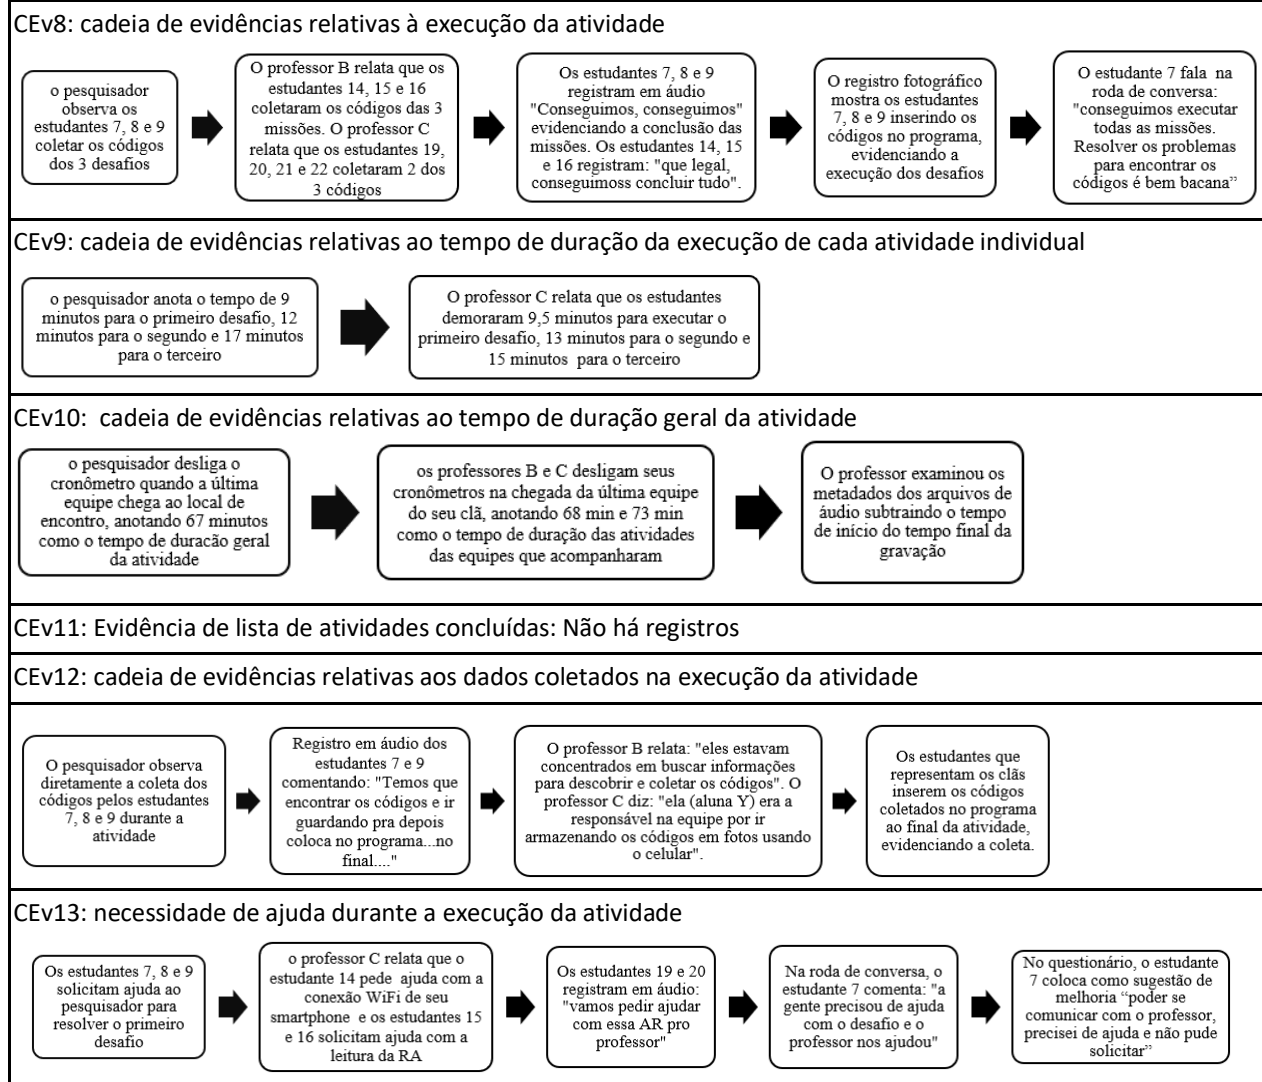 CEv8: cadeia de evidências relativas à execução da atividade
o pesquisador
observa os
estudantes 7, 8 e 9
coletar os códigos
dos 3 desafios
O professor B relata que os
estudantes 14, 15 e 16
coletaram os códigos das 3
missões. O professor C
relata que os estudantes 19,
20, 21 e 22 coletaram 2 dos
3 códigos
Os estudantes 7, 8 e 9
registram em áudio
"Conseguimos, conseguimos"
evidenciando a conclusão das
missões. Os estudantes 14, 15
e 16 registram: "que legal,
conseguimoss concluir tudo".
O registro fotográfico
mostra os estudantes
7, 8 e 9 inserindo os
códigos no programa,
evidenciando a
execução dos desafios
O estudante 7 fala na
roda de conversa:
"conseguimos executar
todas as missões.
Resolver os problemas
para encontrar os
códigos é bem bacana”
CEv9: cadeia de evidências relativas ao tempo de duração da execução de cada atividade individual
o pesquisador anota o tempo de 9
minutos para o primeiro desafio, 12
minutos para o segundo e 17 minutos
para o terceiro
O professor C relata que os estudantes
demoraram 9,5 minutos para executar o
primeiro desafio, 13 minutos para o segundo e
15 minutos para o terceiro
CEv10: cadeia de evidências relativas ao tempo de duração geral da atividade
o pesquisador desliga o
cronômetro quando a última
equipe chega ao local de
encontro, anotando 67 minutos
como o tempo de duracão geral
da atividade
os professores B e C desligam seus
cronômetros na chegada da última equipe
do seu clã, anotando 68 min e 73 min
como o tempo de duração das atividades
das equipes que acompanharam
O professor examinou os
metadados dos arquivos de
áudio subtraindo o tempo
de início do tempo final da
gravação
CEv11: Evidência de lista de atividades concluídas: Não há registros
CEv12: cadeia de evidências relativas aos dados coletados na execução da atividade
O pesquisador observa
diretamente a coleta dos
códigos pelos estudantes
7, 8 e 9 durante a
atividade
Registro em áudio dos
estudantes 7 e 9
comentando: "Temos que
encontrar os códigos e ir
guardando pra depois
coloca no programa...no
final...."
O professor B relata: "eles estavam
concentrados em buscar informações
para descobrir e coletar os códigos". O
professor C diz: "ela (aluna Y) era a
responsável na equipe por ir
armazenando os códigos em fotos usando
o celular".
Os estudantes que
representam os clãs
inserem os códigos
coletados no programa
ao final da atividade,
evidenciando a coleta.
CEv13: necessidade de ajuda durante a execução da atividade
Os estudantes 7, 8 e 9
solicitam ajuda ao
pesquisador para
resolver o primeiro
desafio
o professor C relata que o
estudante 14 pede ajuda com a
conexão WiFi de seu
smartphone e os estudantes 15
e 16 solicitam ajuda com a
leitura da RA
Os estudantes 19 e 20
registram em áudio:
"vamos pedir ajudar
com essa AR pro
professor"
Na roda de conversa, o
estudante 7 comenta: "a
gente precisou de ajuda
com o desafio e o
professor nos ajudou"
No questionário, o estudante
7 coloca como sugestão de
melhoria “poder se
comunicar com o professor,
precisei de ajuda e não pude
solicitar”